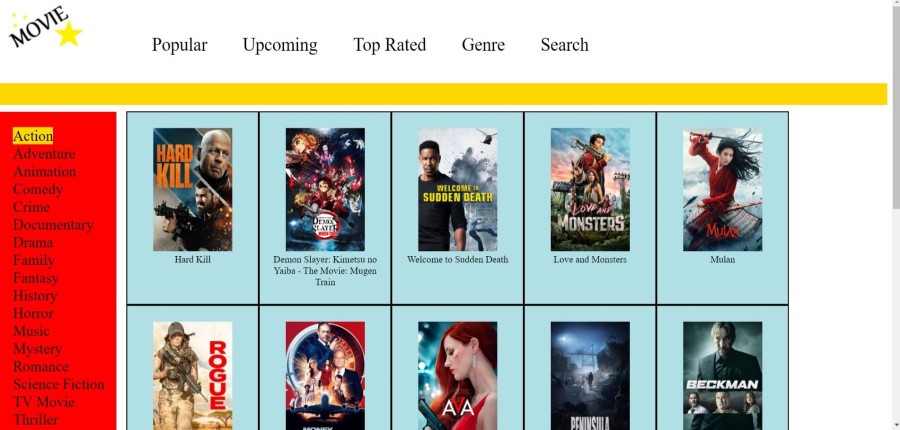 MOVIE
Popular Upcoming Top Rated Genre Search
Action
Adventure
Animation
Comedy
Crime
Documentary
Drama
Family
Fantasy
History
Horror
Music
Mystery
Romance
Science Fiction
TV Movie
Thriller
HARD
KILL
Hard Kill
DEMON
SLAYER
Demon Slayer: Kimetsu no
Yaiba - The Movie: Mugen
Train
WELCOME TO
SUDDEN DEATH
Welcome to Sudden Death
LOVE AND
MONSTERS
Love and Monsters
MULAN
Mulan
ROGUE
MONEY
AVA
PENINSULA
BECKMAN